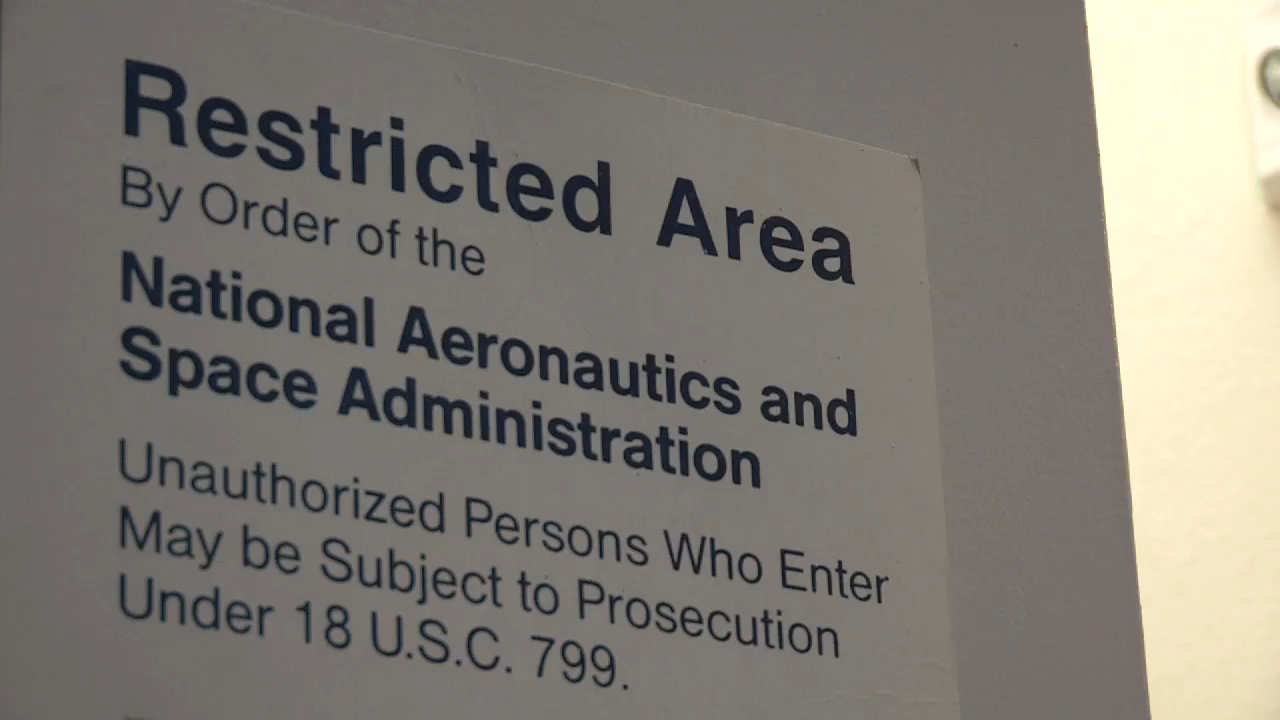 Restricted Area
By Order of the
National Aeronautics and
Space Administration
Unauthorized Persons Who Enter
May be Subject to Prosecution
Under 18 U.S.C. 799.